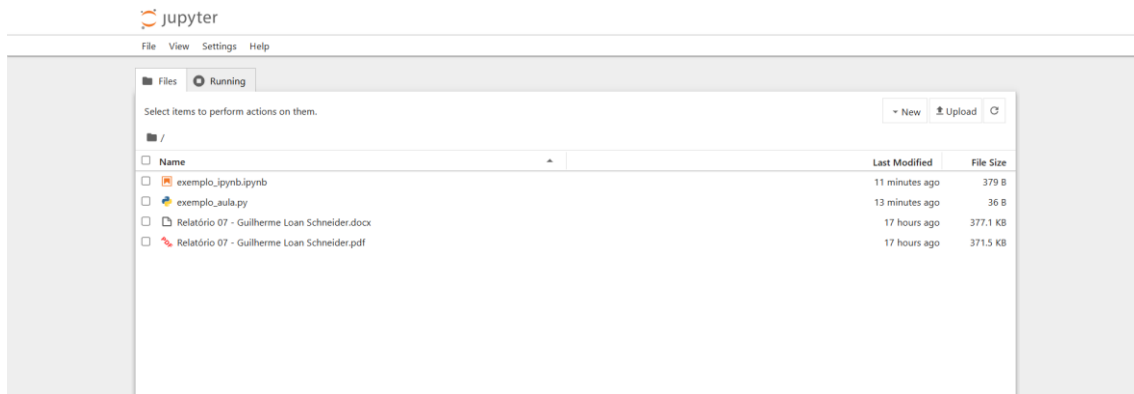 jupyter
File View Settings Help
Files Running
Select items to perform actions on them.
New Upload
/
Name Last Modified File Size
exemplo_ipynb.ipynb 11 minutes ago 379 B
exemplo_aula.py 13 minutes ago 36 B
Relatório 07 - Guilherme Loan Schneider.docx 17 hours ago 377.1 KB
Relatório 07 - Guilherme Loan Schneider.pdf 17 hours ago 371.5 KB